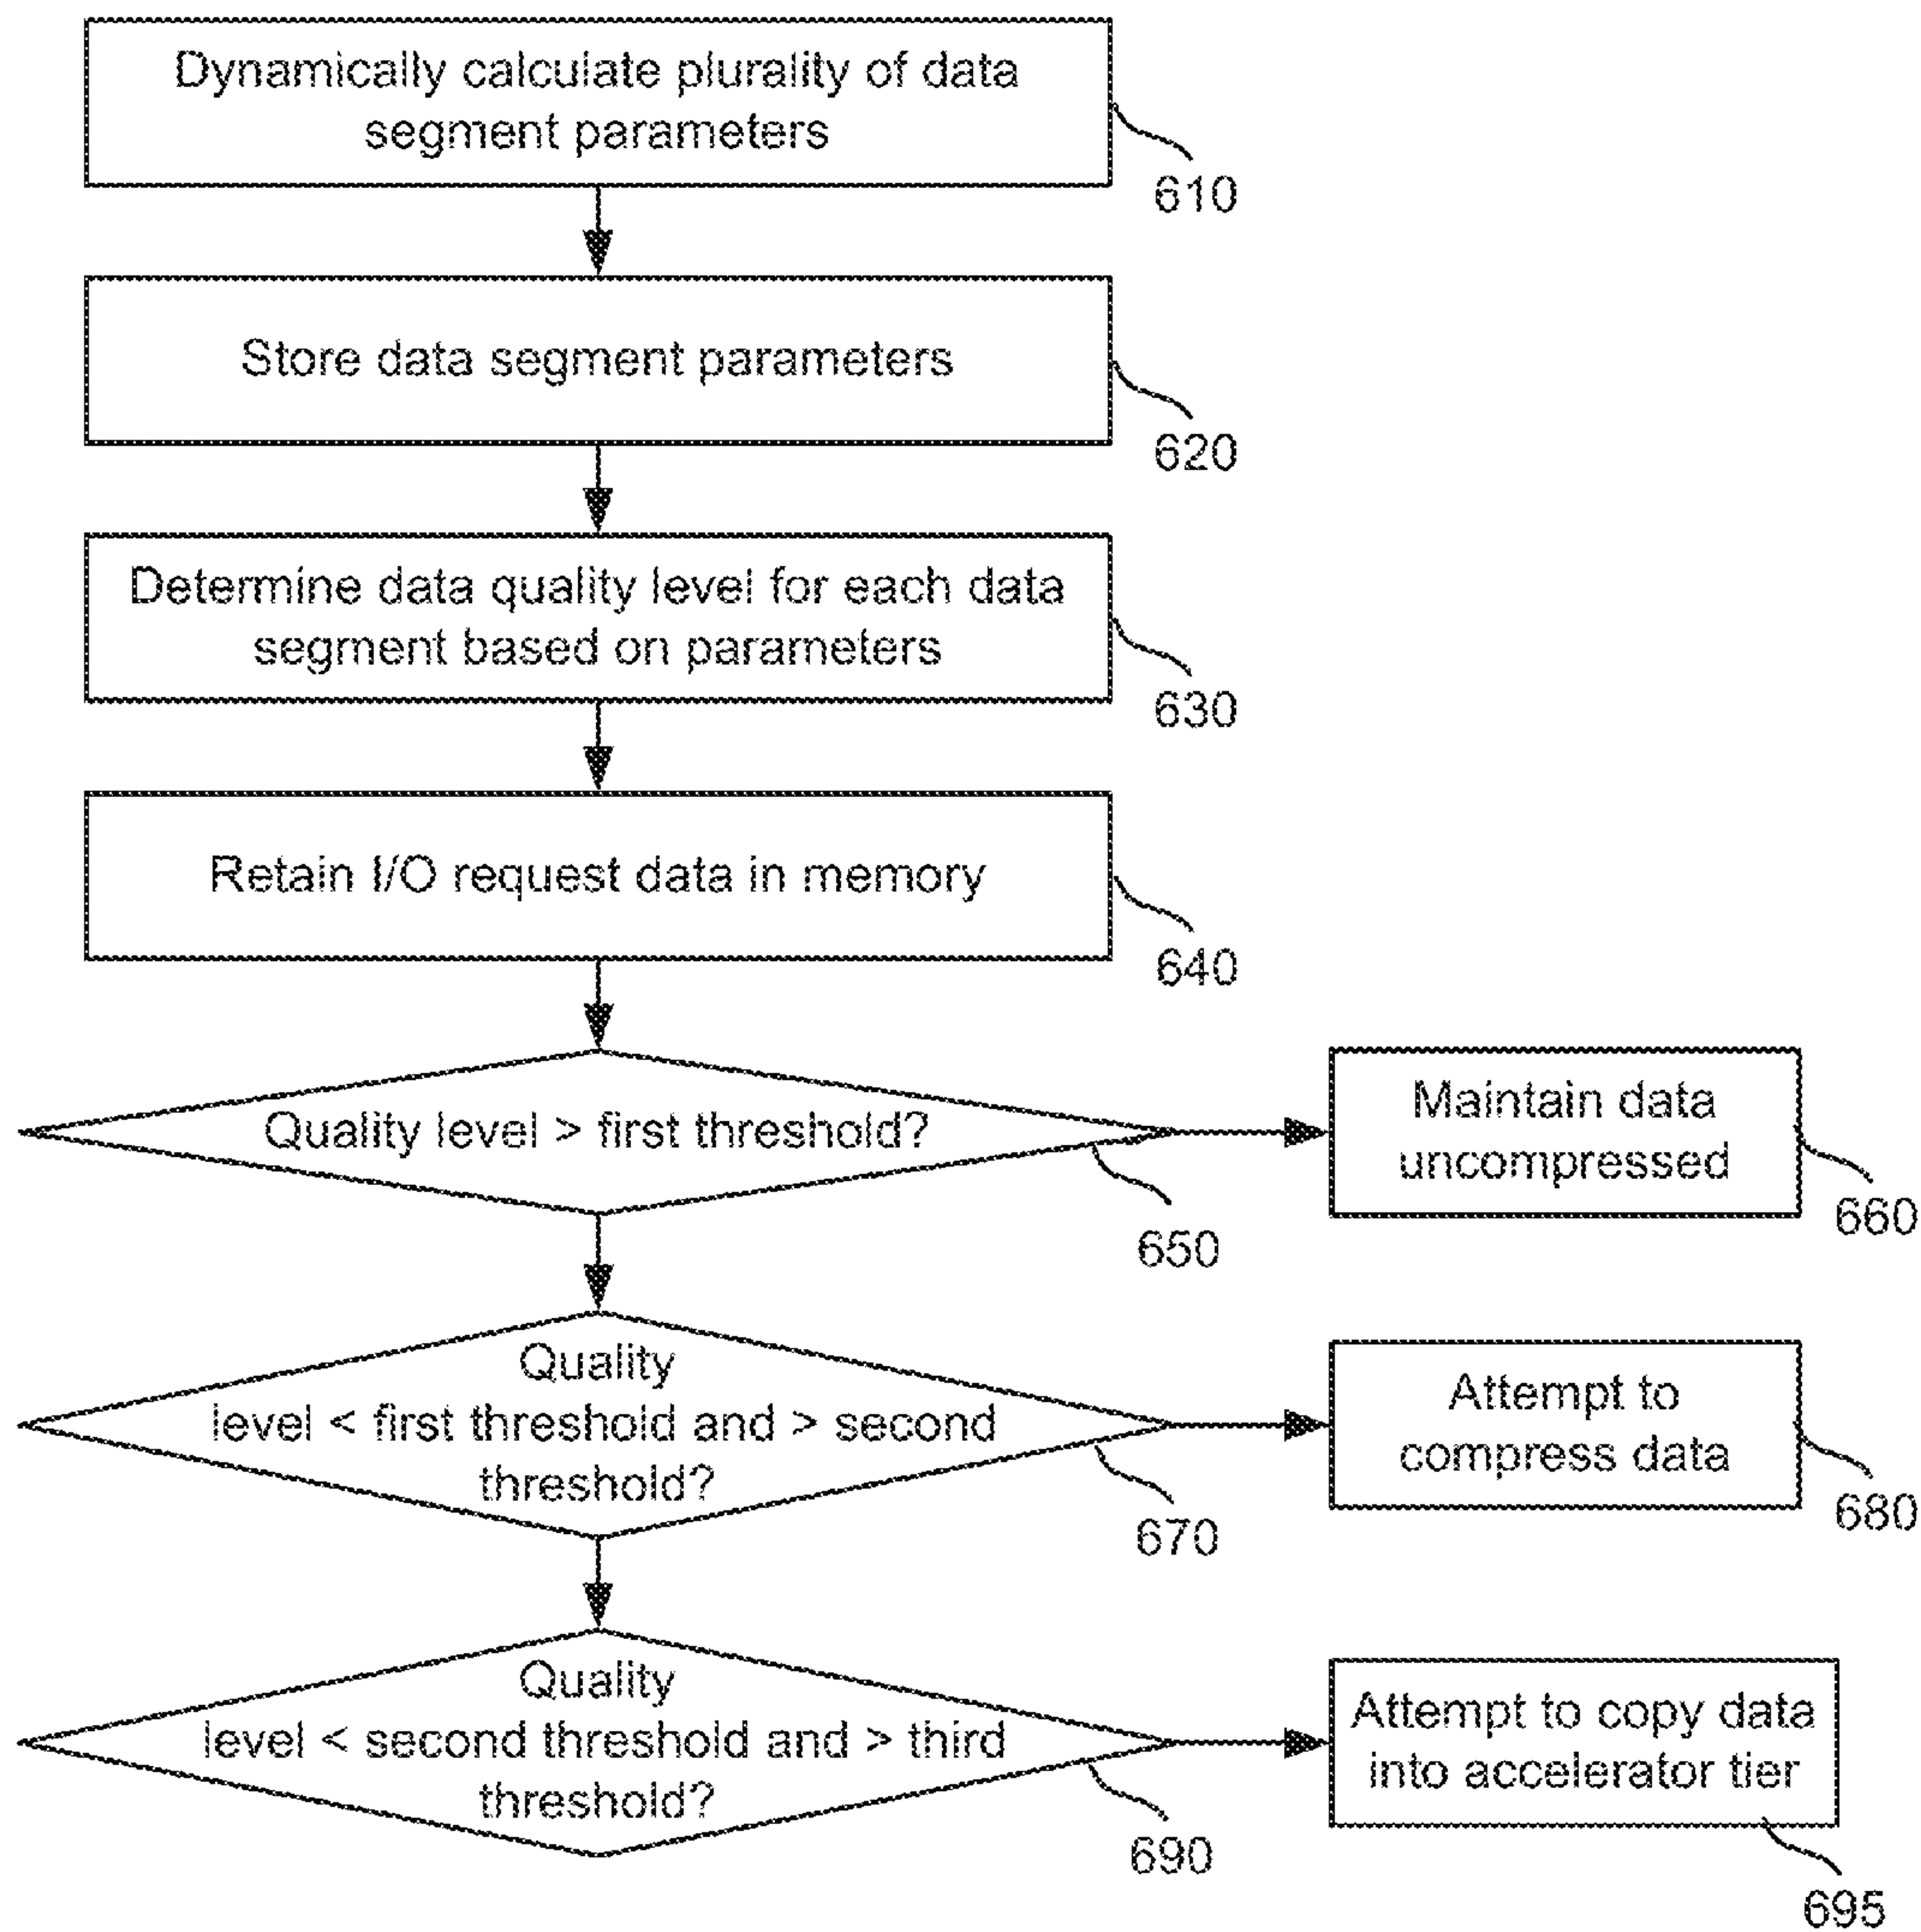 Dynamically calculate plurality of data
segment parameters
610
Store data segment parameters
620
Determine data quality level for each data
segment based on parameters
630
Retain I/O request data in memory
640
Quality level > first threshold?
650
Maintain data
uncompressed
660
Quality
level < first threshold and > second
threshold?
670
Attempt to
compress data
680
Quality
level < second threshold and > third
threshold?
690
Attempt to copy data
into accelerator tier
695